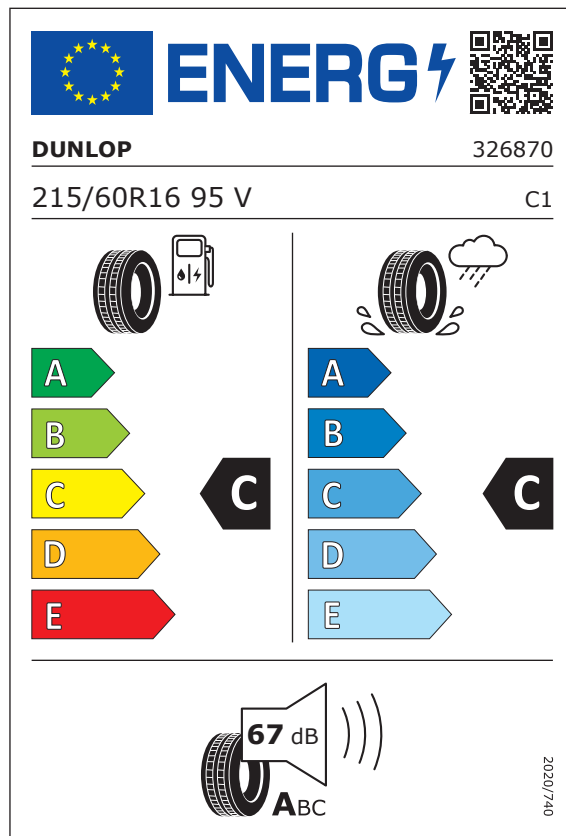 ENERG
DUNLOP 326870
215/60R16 95 V C1
A
B
C
D
E
C
A
B
C
D
E
C
67 dB
ABC
2020/740